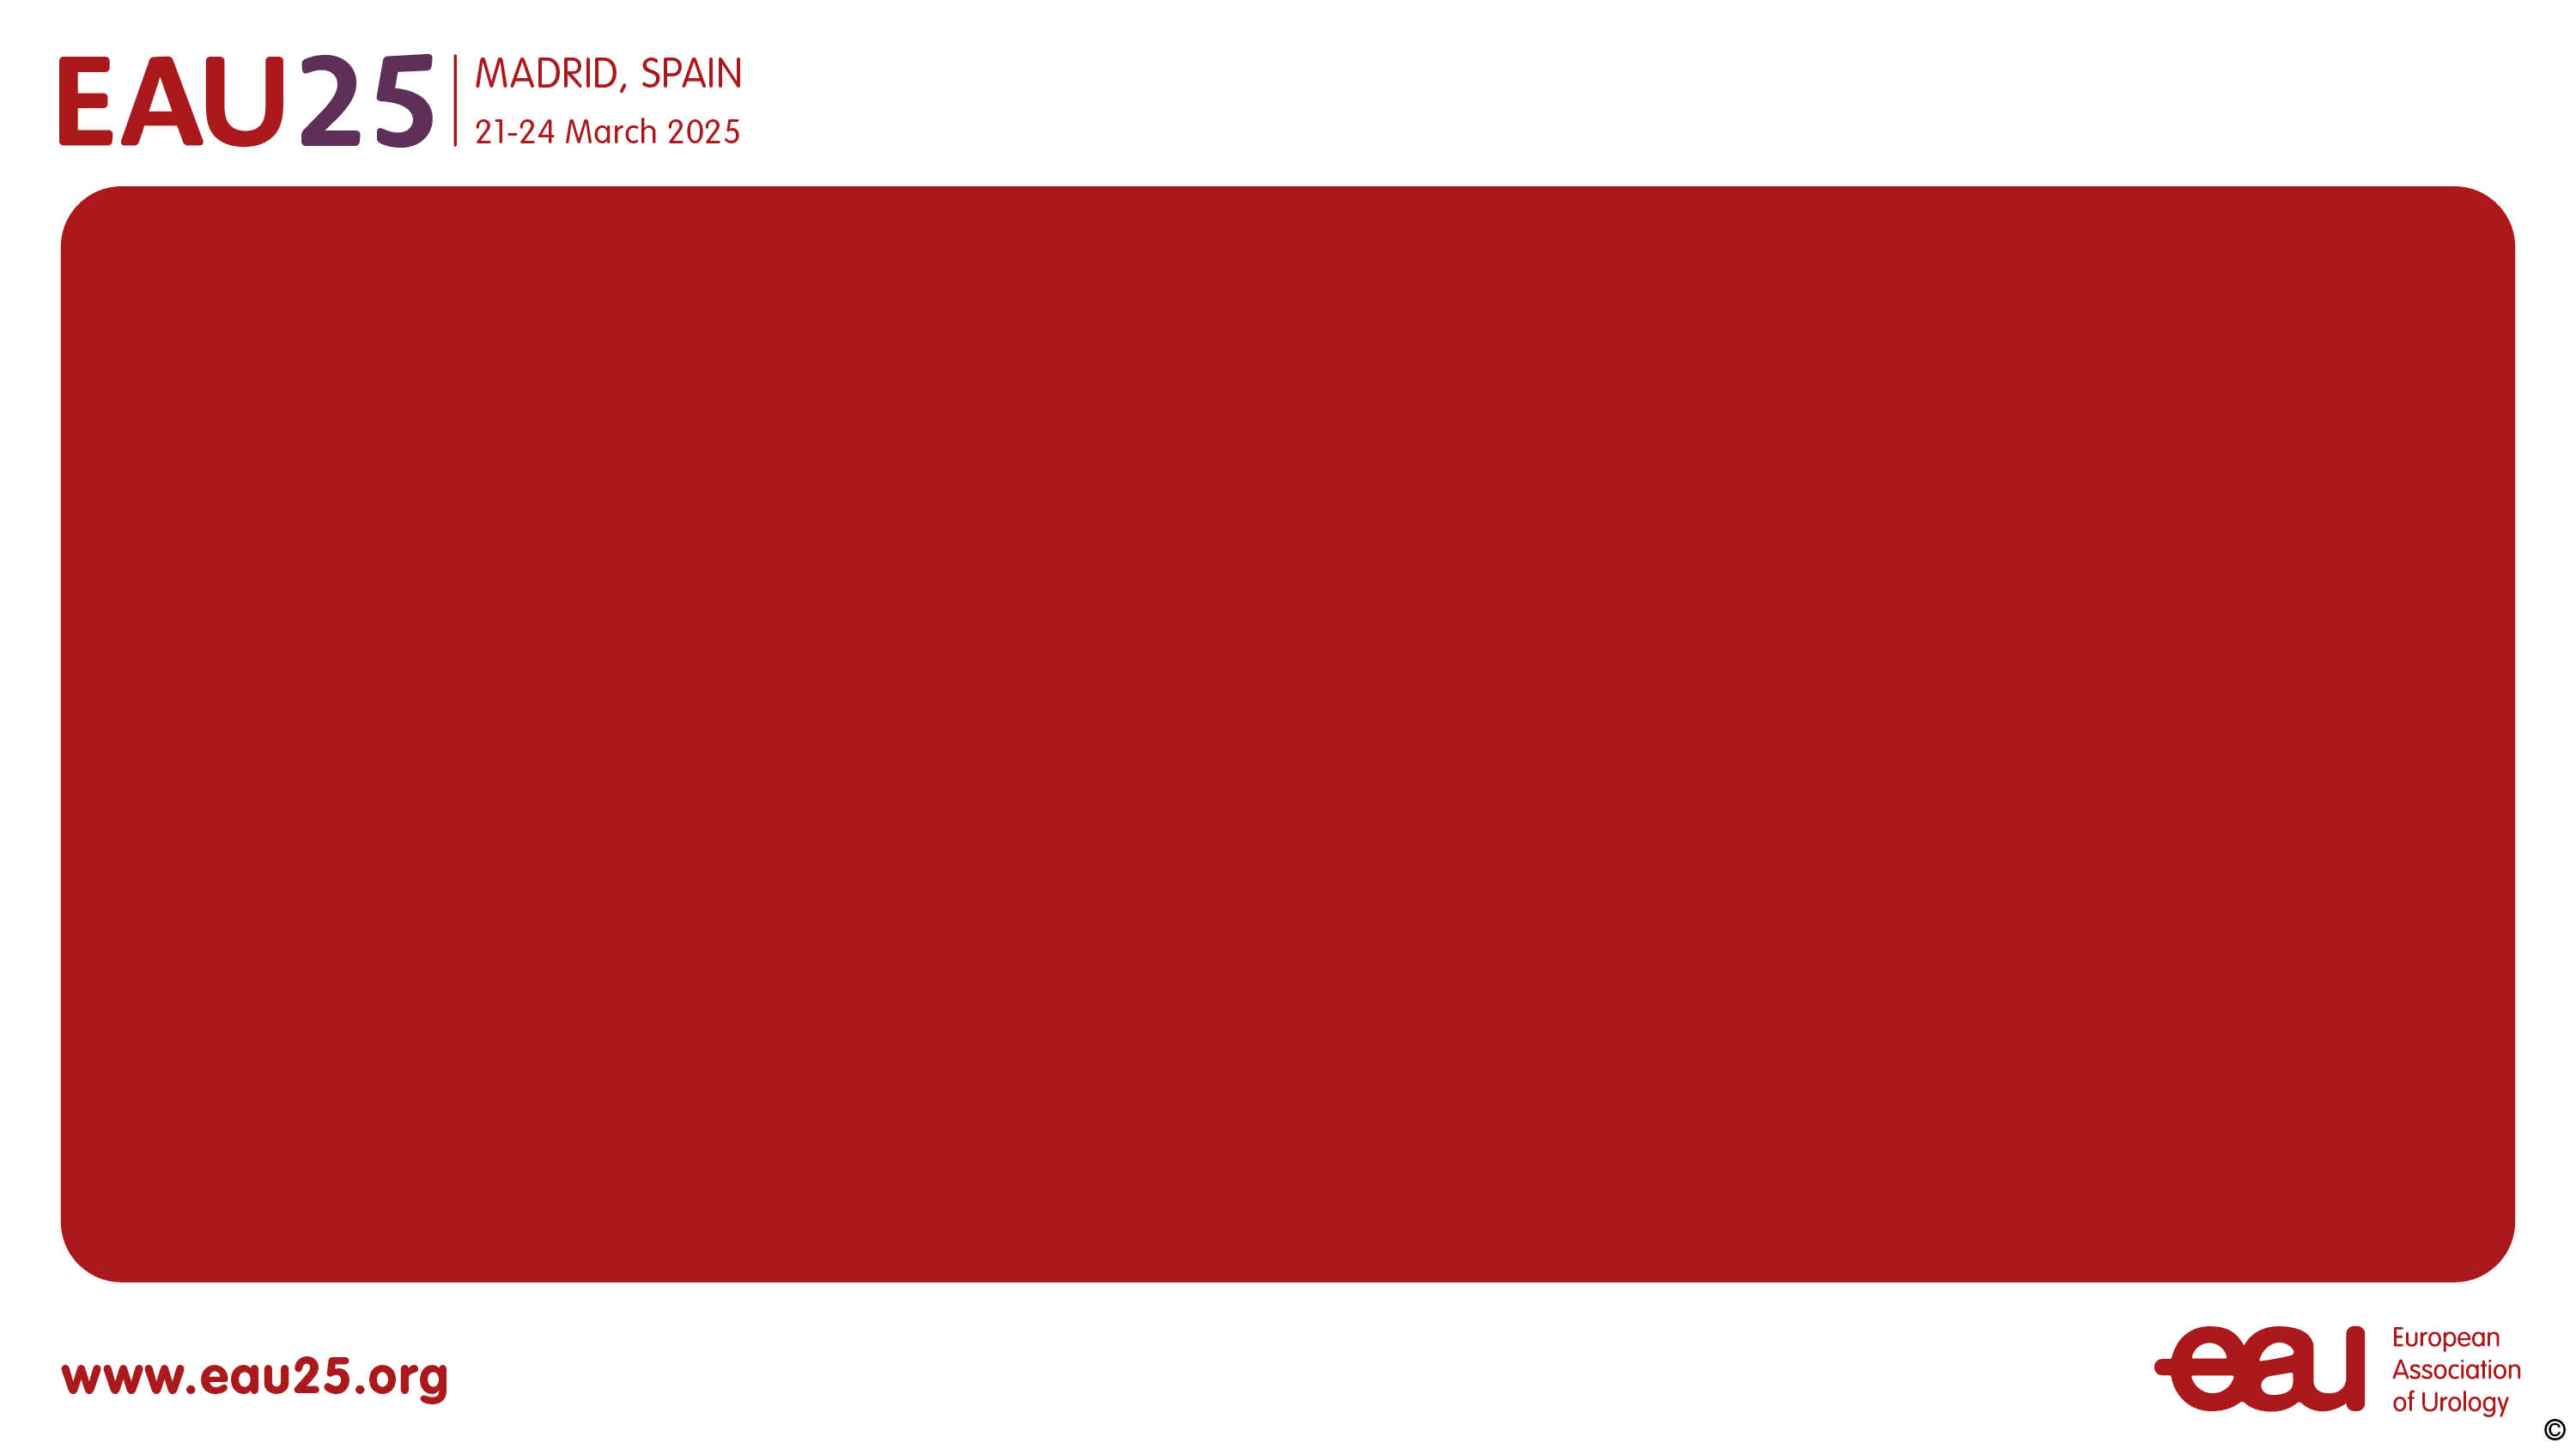 EAU25
MADRID, SPAIN
21-24 March 2025
www.eau25.org
eau
European
Association
of Urology
©